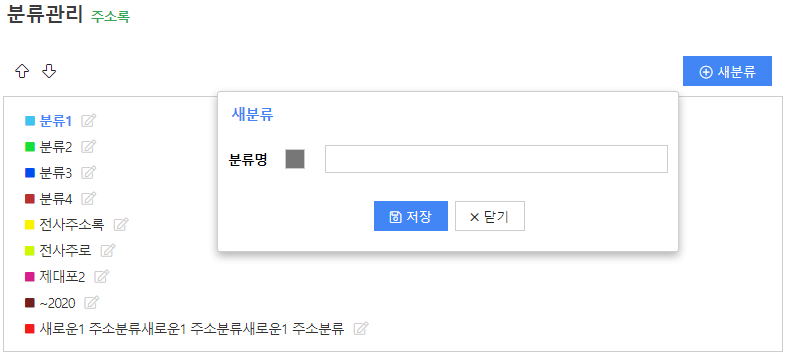 분류관리 주소록
새분류
새분류
분류명
저장 닫기
분류1
분류2
분류3
분류4
전사주소록
전사주로
제대포2
~2020
새로운1 주소분류새로운1 주소분류새로운1 주소분류